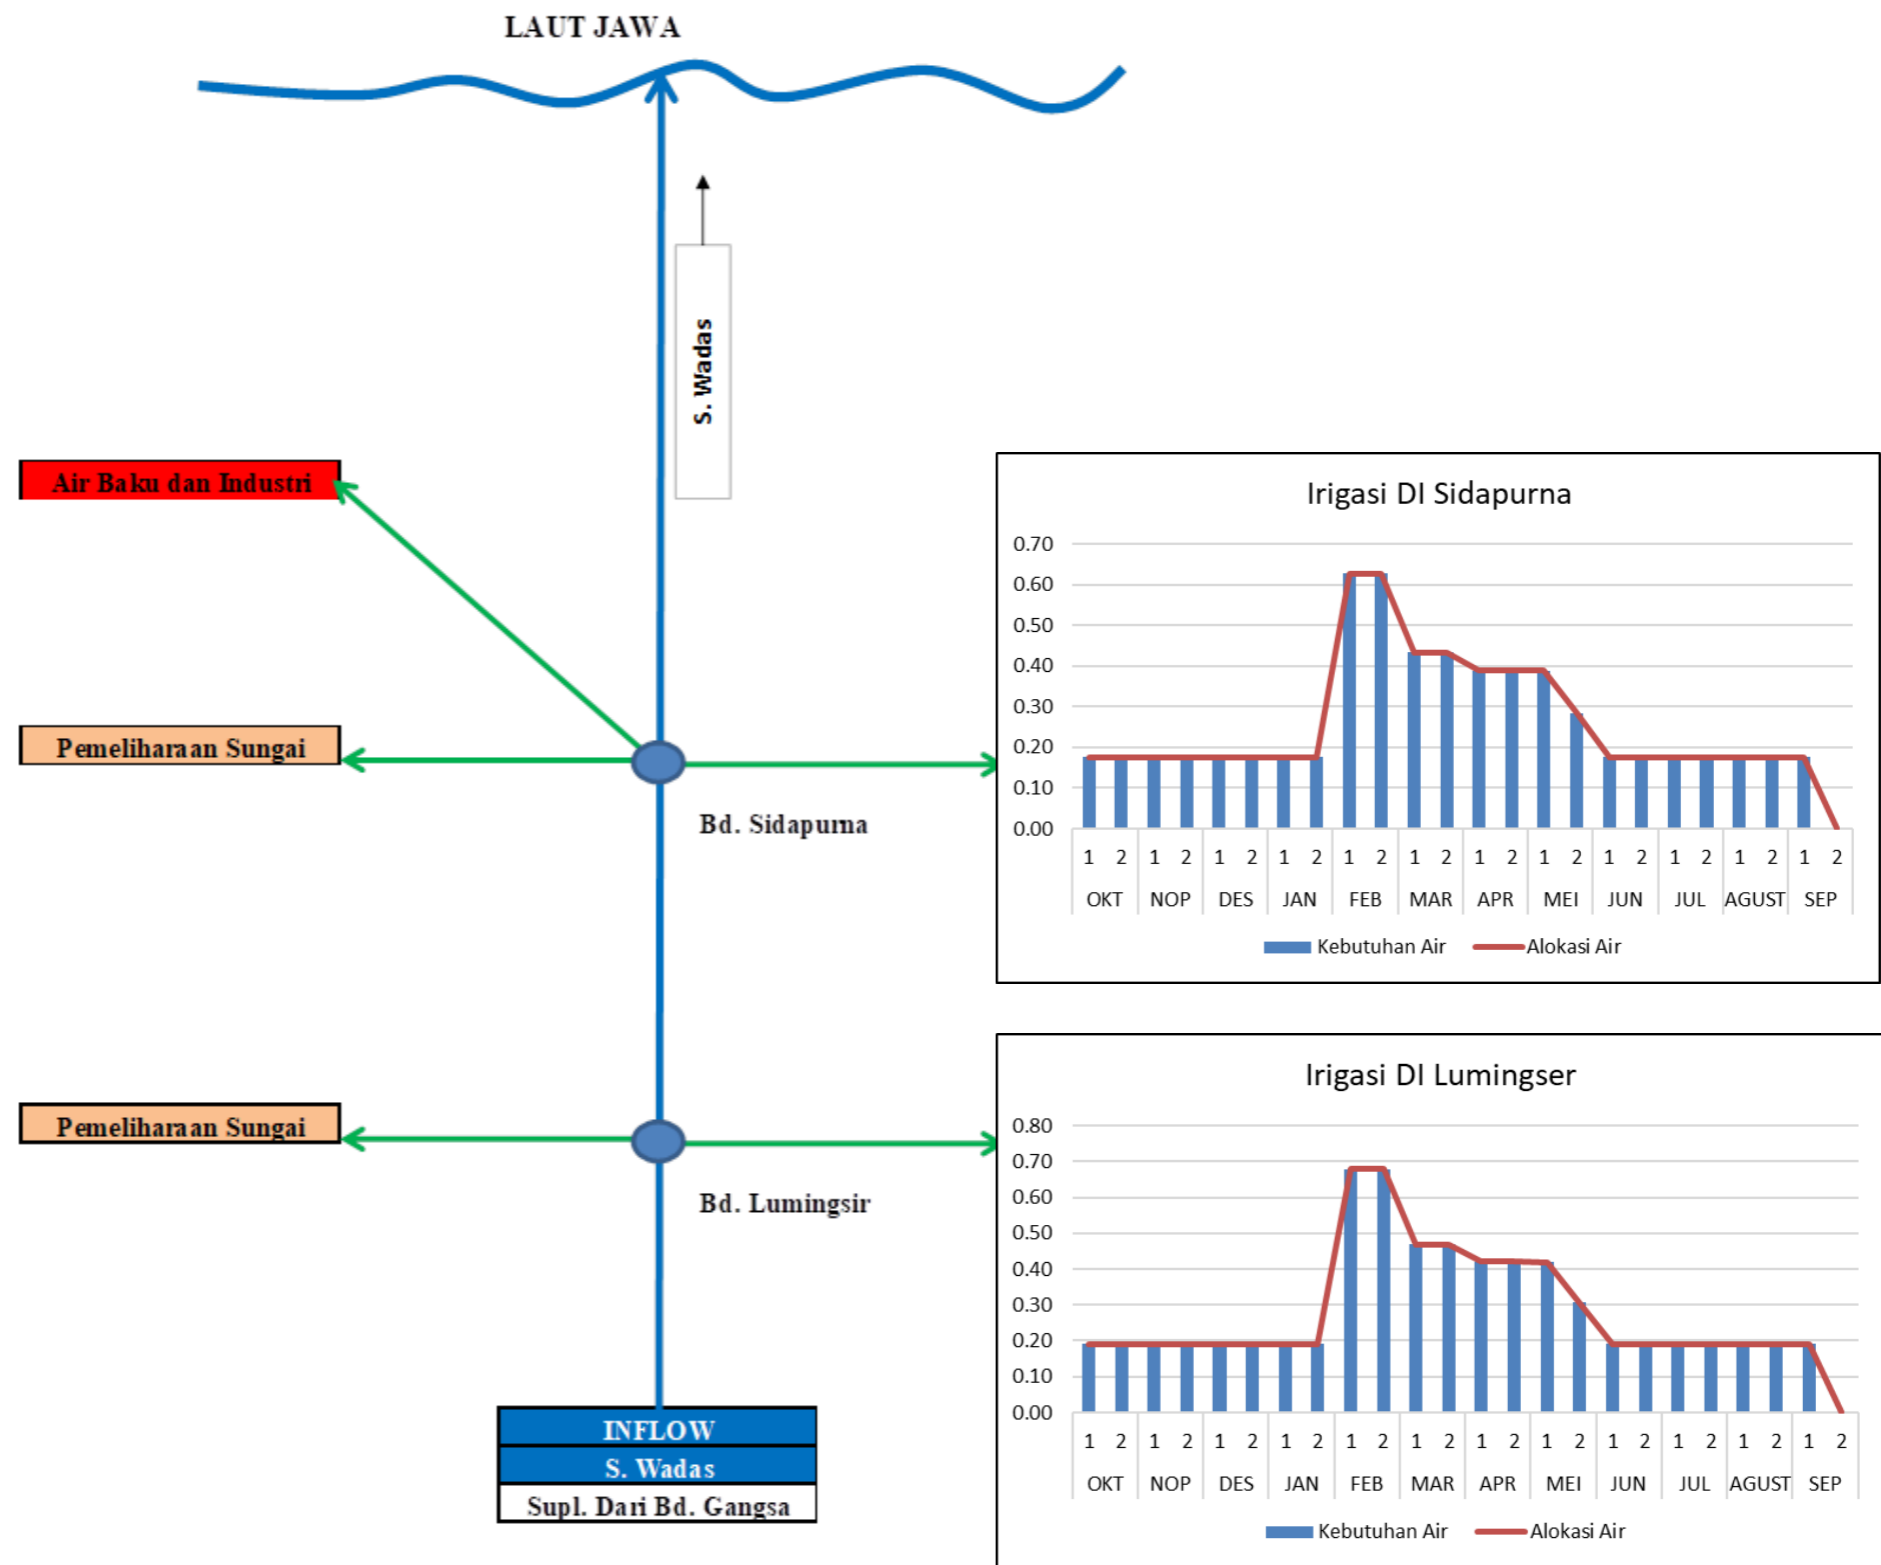 LAUT JAWA
S. Wadas
Air Baku dan Industri
Pemeliharaan Sungai
Bd. Sidapurna
Irigasi DI Sidapurna
0.70
0.60
0.50
0.40
0.30
0.20
0.10
0.00
1 2 1 2 1 2 1 2 1 2 1 2 1 2 1 2 1 2 1 2 1 2 1 2
OKT NOP DES JAN FEB MAR APR MEI JUN JUL AGUST SEP
Kebutuhan Air Alokasi Air
Pemeliharaan Sungai
Bd. Lumingsir
Irigasi DI Lumingser
0.80
0.70
0.60
0.50
0.40
0.30
0.20
0.10
0.00
1 2 1 2 1 2 1 2 1 2 1 2 1 2 1 2 1 2 1 2 1 2 1 2
OKT NOP DES JAN FEB MAR APR MEI JUN JUL AGUST SEP
Kebutuhan Air Alokasi Air
INFLOW
S. Wadas
Supl. Dari Bd. Gangsa